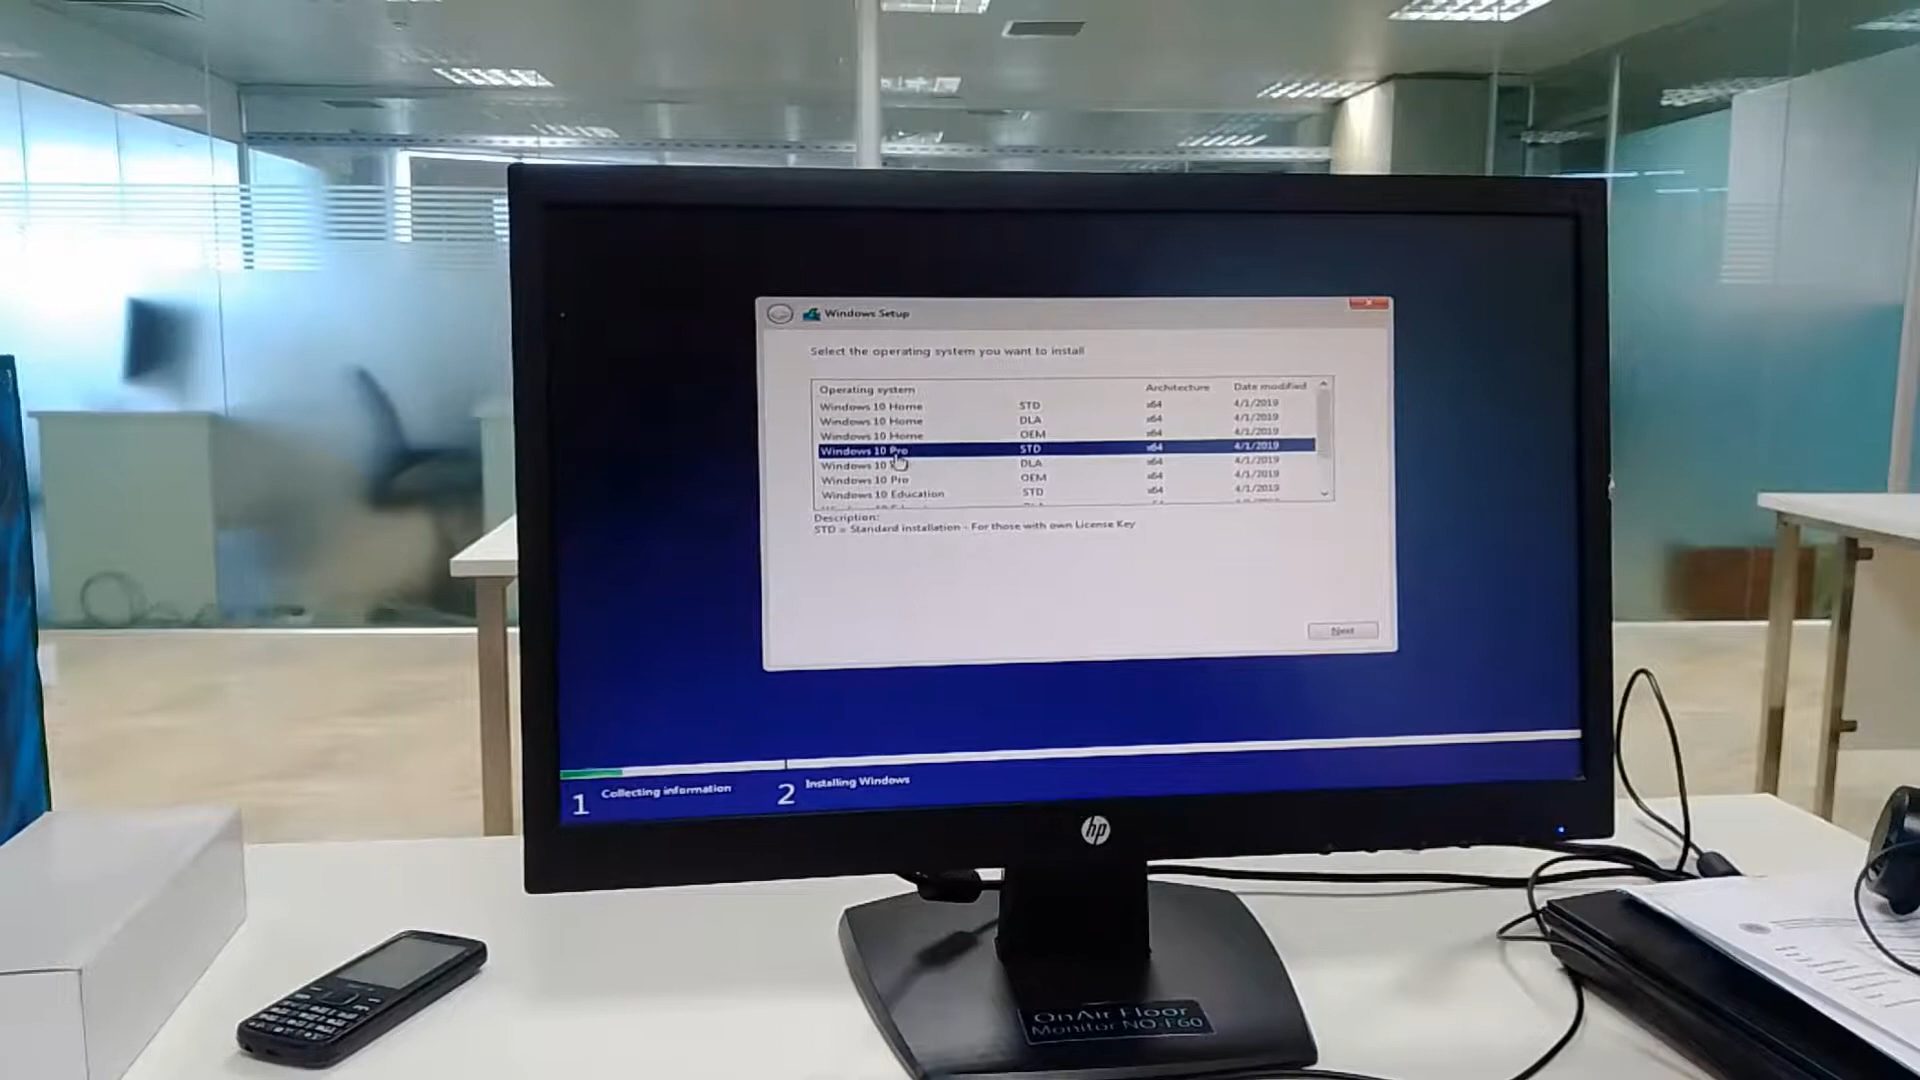 Windows Setup
Select the operating system you want to install
Operating system Architecture Date modified
Windows 10 Home STD x64 4/1/2019
Windows 10 Home DLA x64 4/1/2019
Windows 10 Home OEM x64 4/1/2019
Windows 10 Pro STD x64 4/1/2019
Windows 10 DLA x64 4/1/2019
Windows 10 Pro OEM x64 4/1/2019
Windows 10 Education STD x64 4/1/2019
Description:
STD = Standard installation - For those with own License Key
Next
1 Collecting information 2 Installing Windows
hp
OnAir Floor
Monitor NO-F60